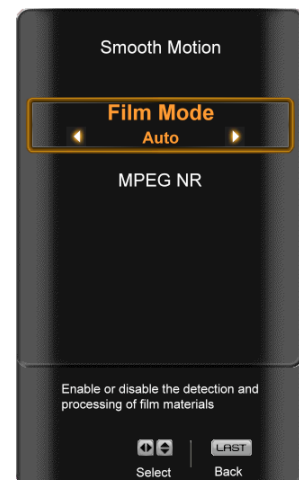 Smooth Motion
Film Mode
Auto
MPEG NR
Enable or disable the detection and
processing of film materials
LAST
Select Back